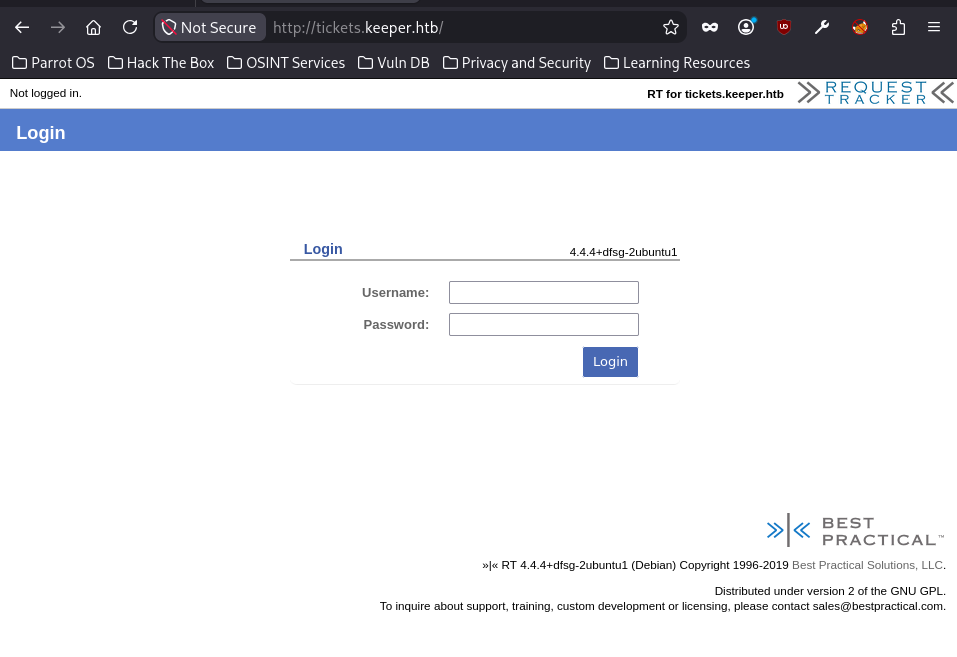 Not Secure http://tickets.keeper.htb/
Parrot OS Hack The Box OSINT Services Vuln DB Privacy and Security Learning Resources
Not logged in. RT for tickets.keeper.htb REQUEST TRACKER
Login
Login 4.4.4+dfsg-2ubuntu1
Username:
Password:
Login
BEST
PRACTICAL™
»|« RT 4.4.4+dfsg-2ubuntu1 (Debian) Copyright 1996-2019 Best Practical Solutions, LLC.
Distributed under version 2 of the GNU GPL.
To inquire about support, training, custom development or licensing, please contact sales@bestpractical.com.